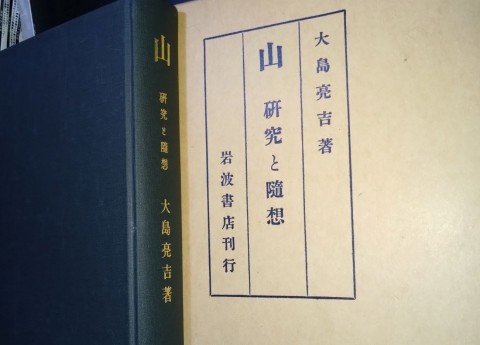 山
研究と隨想
大島亮吉著
大島亮吉著
山 研究と隨想
岩波書店刊行